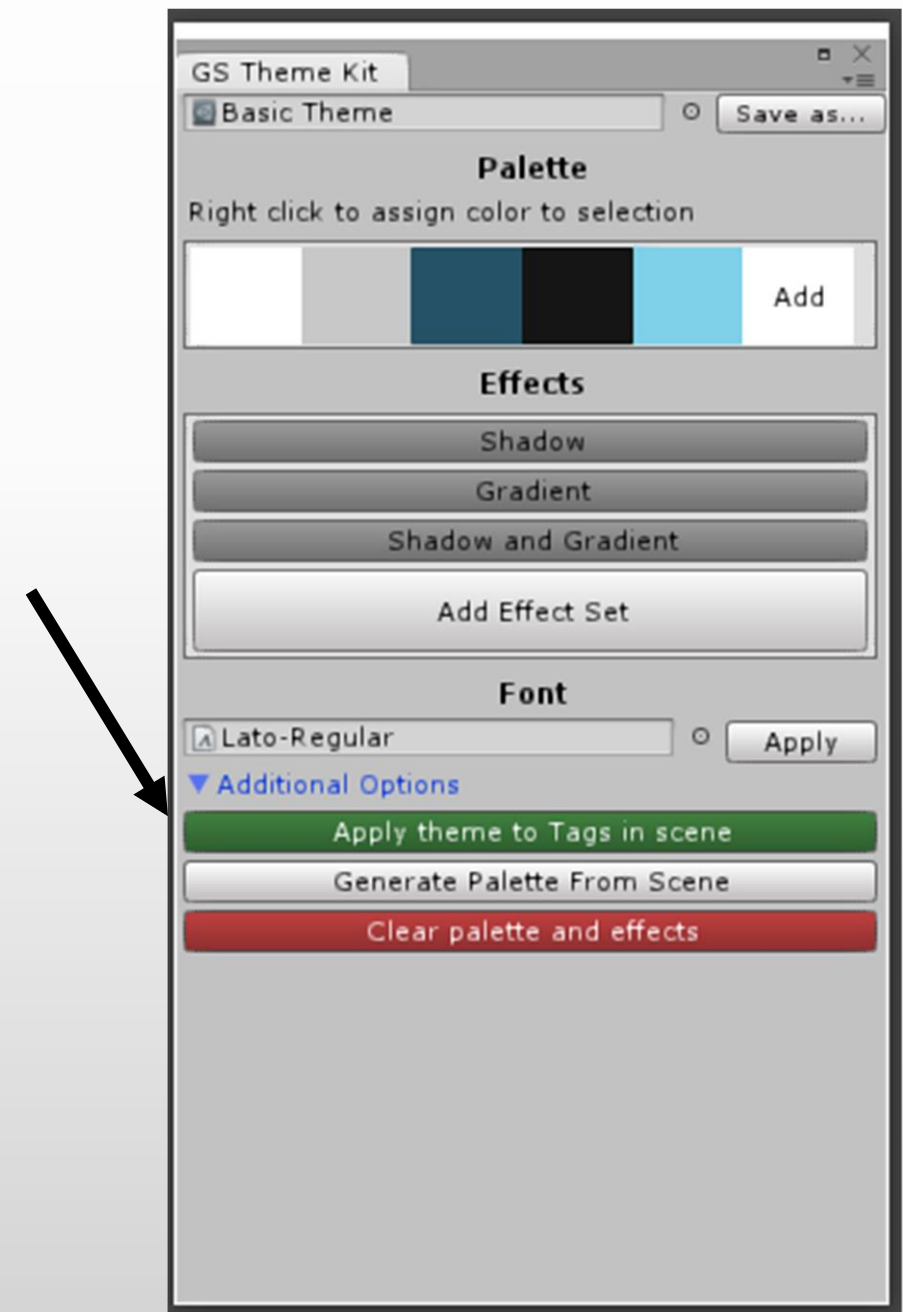 GS Theme Kit
Basic Theme
Save as...
Palette
Right click to assign color to selection
Add
Effects
Shadow
Gradient
Shadow and Gradient
Add Effect Set
Font
Lato-Regular
Apply
Additional Options
Apply theme to Tags in scene
Generate Palette From Scene
Clear palette and effects